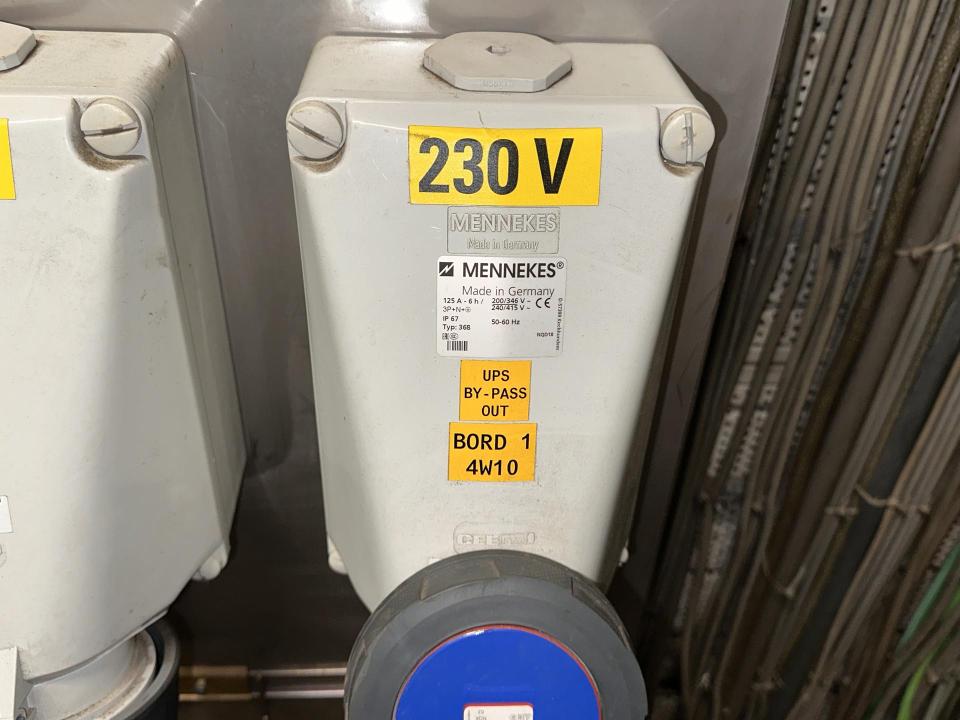 230 V
MENNEKES
Made in Germany
MENNEKES®
Made in Germany
125 A - 6 h / 200/346 V ~
3P+N+⏚ 240/415 V ~ CE
IP 67 50-60 Hz
Typ: 368
NQD18
UPS
BY-PASS
OUT
BORD 1
4W10